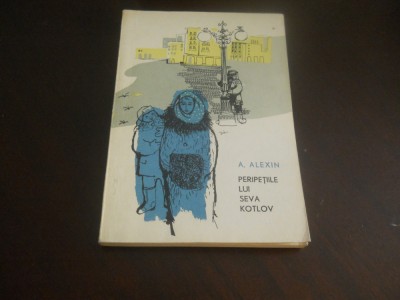 A. ALEXIN
PERIPEȚIILE
LUI
SEVA
KOTLOV